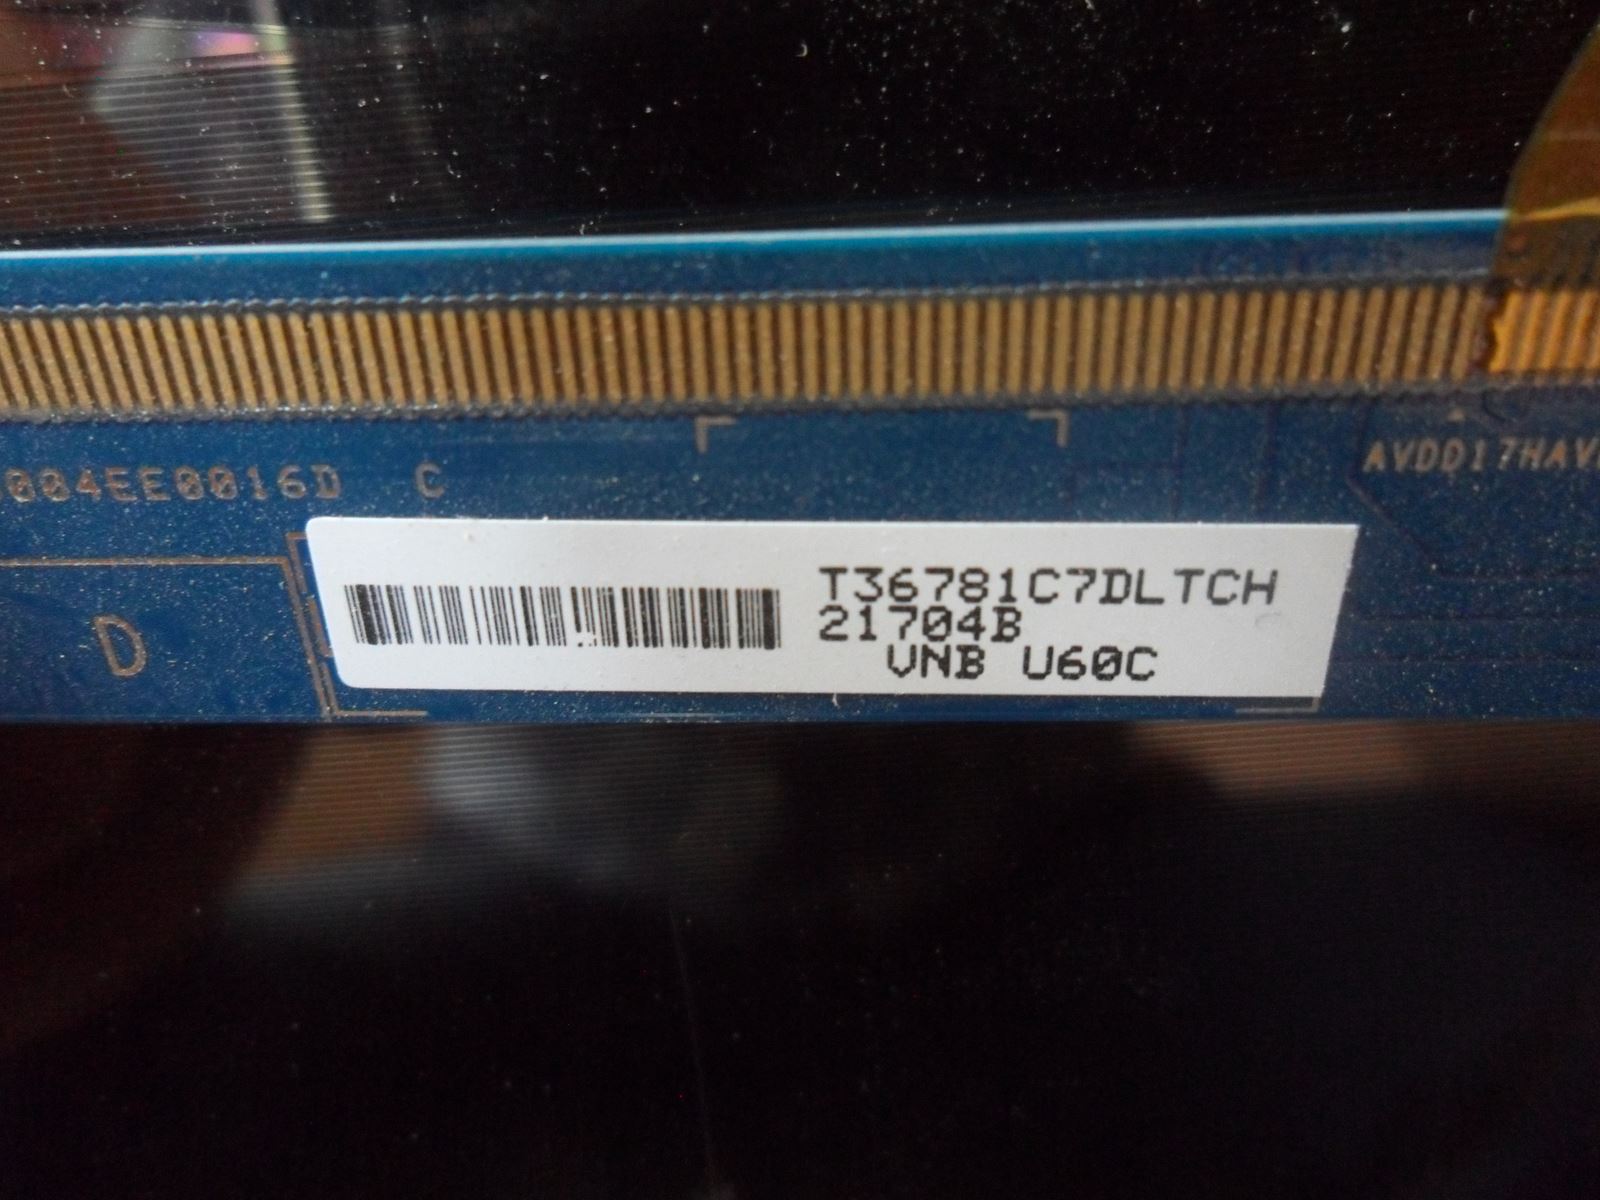 004EE0016D C
AVDD17HAV
D
T36781C7DLTCH
21704B
VNB U60C